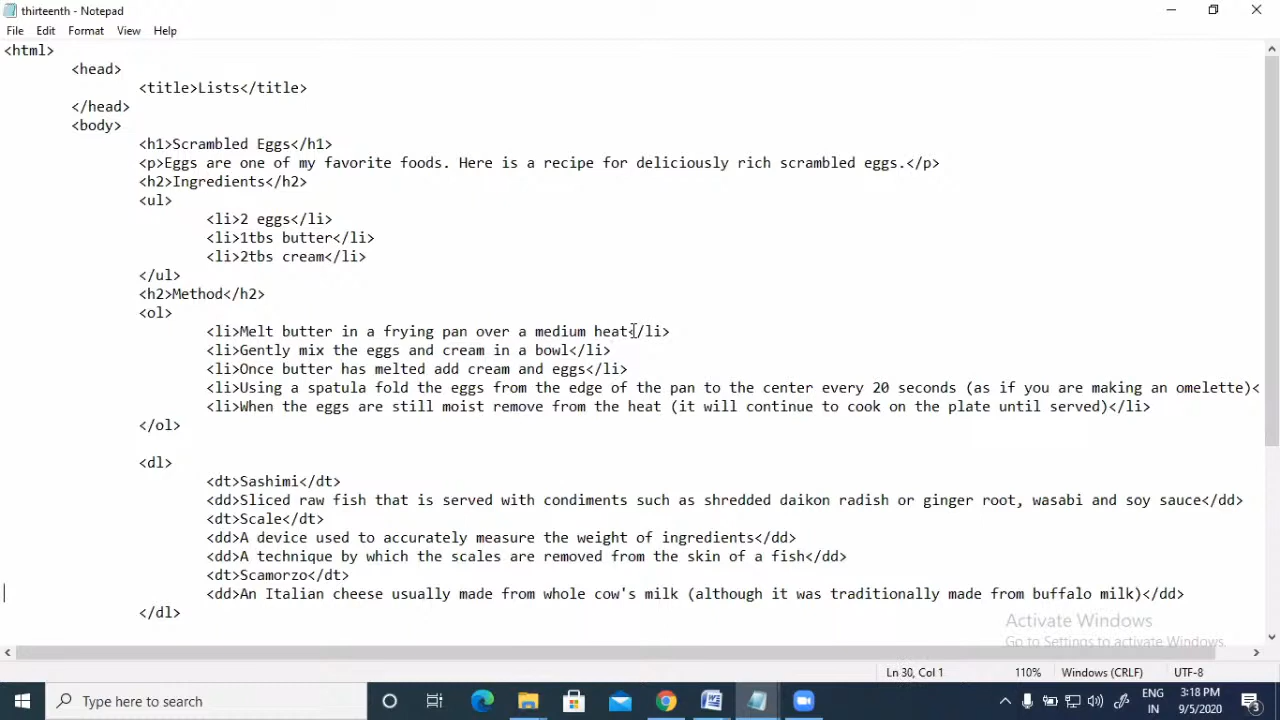 thirteenth - Notepad
File Edit Format View Help
<html>
<head>
<title>Lists</title>
</head>
<body>
<h1>Scrambled Eggs</h1>
<p>Eggs are one of my favorite foods. Here is a recipe for deliciously rich scrambled eggs.</p>
<h2>Ingredients</h2>
<ul>
<li>2 eggs</li>
<li>1tbs butter</li>
<li>2tbs cream</li>
</ul>
<h2>Method</h2>
<ol>
<li>Melt butter in a frying pan over a medium heat</li>
<li>Gently mix the eggs and cream in a bowl</li>
<li>Once butter has melted add cream and eggs</li>
<li>Using a spatula fold the eggs from the edge of the pan to the center every 20 seconds (as if you are making an omelette)<
<li>When the eggs are still moist remove from the heat (it will continue to cook on the plate until served)</li>
</ol>
<dl>
<dt>Sashimi</dt>
<dd>Sliced raw fish that is served with condiments such as shredded daikon radish or ginger root, wasabi and soy sauce</dd>
<dt>Scale</dt>
<dd>A device used to accurately measure the weight of ingredients</dd>
<dd>A technique by which the scales are removed from the skin of a fish</dd>
<dt>Scamorzo</dt>
<dd>An Italian cheese usually made from whole cow's milk (although it was traditionally made from buffalo milk)</dd>
</dl>
Activate Windows
Go to Settings to activate Windows.
Ln 30, Col 1 110% Windows (CRLF) UTF-8
Type here to search
ENG 3:18 PM
IN 9/5/2020
3